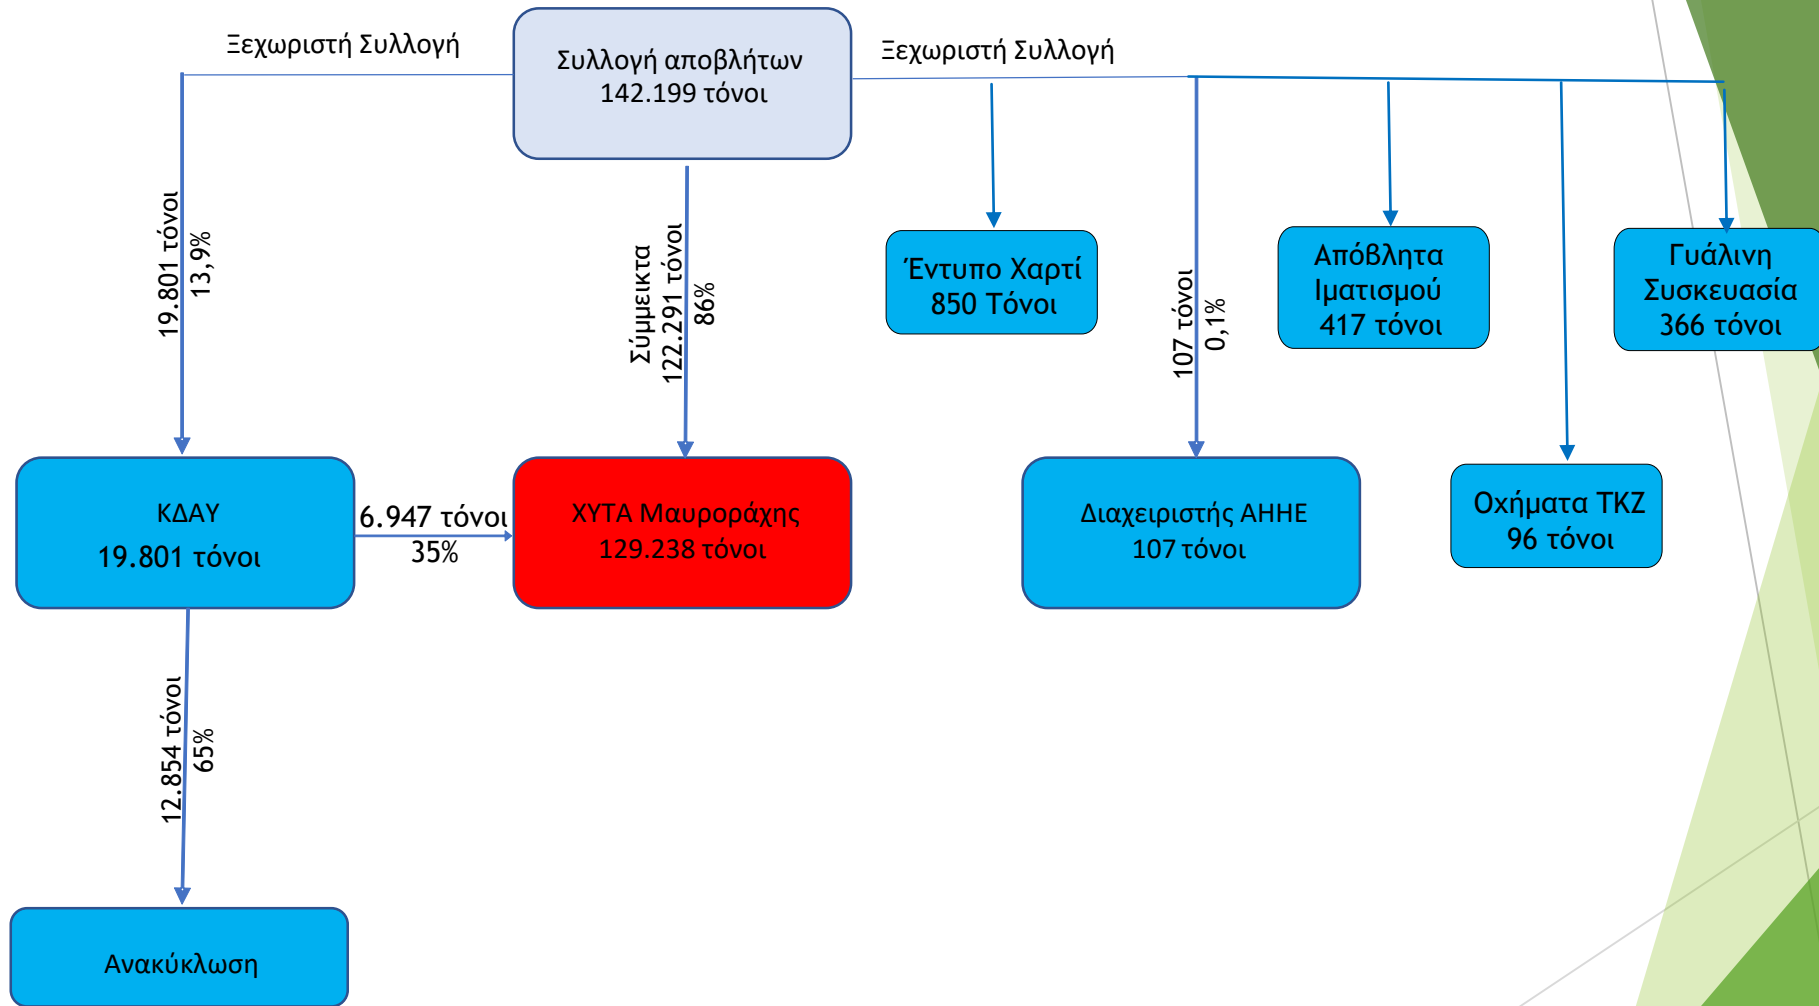 Ξεχωριστή Συλλογή
Συλλογή αποβλήτων
142.199 τόνοι
Ξεχωριστή Συλλογή
19.801 τόνοι
13,9%
Σύμμεικτα
122.291 τόνοι
86%
Έντυπο Χαρτί
850 Τόνοι
107 τόνοι
0,1%
Απόβλητα
Ιματισμού
417 τόνοι
Γυάλινη
Συσκευασία
366 τόνοι
ΚΔΑΥ
19.801 τόνοι
6.947 τόνοι
35%
ΧΥΤΑ Μαυροράχης
129.238 τόνοι
Διαχειριστής ΑΗΗΕ
107 τόνοι
Οχήματα ΤΚΖ
96 τόνοι
12.854 τόνοι
65%
Ανακύκλωση